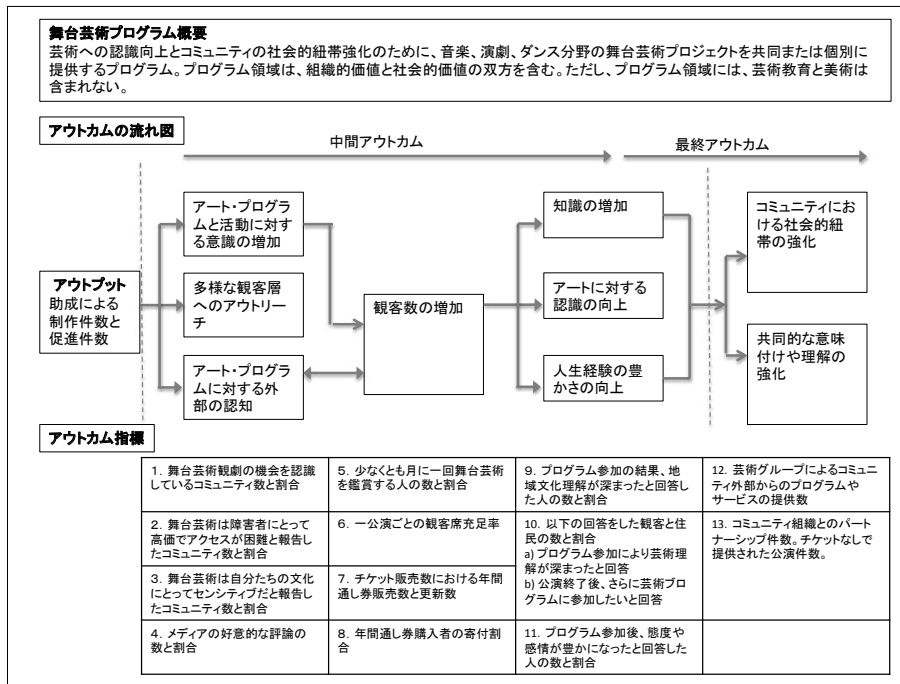 舞台芸術プログラム概要
芸術への認識向上とコミュニティの社会的紐帯強化のために、音楽、演劇、ダンス分野の舞台芸術プロジェクトを共同または個別に
提供するプログラム。プログラム領域は、組織的価値と社会的価値の双方を含む。ただし、プログラム領域には、芸術教育と美術は
含まれない。
アウトカムの流れ図
中間アウトカム
最終アウトカム
アウトプット
助成による
制作件数と
促進件数
アート・プログラ
ムと活動に対す
る意識の増加
多様な観客層
へのアウトリー
チ
アート・プログラ
ムに対する外
部の認知
観客数の増加
知識の増加
アートに対する
認識の向上
人生経験の豊
かさの向上
コミュニティにお
ける社会的紐
帯の強化
共同的な意味
付けや理解の
強化
アウトカム指標
1. 舞台芸術観劇の機会を認識
しているコミュニティ数と割合
2. 舞台芸術は障害者にとって
高価でアクセスが困難と報告し
たコミュニティ数と割合
3. 舞台芸術は自分たちの文化
にとってセンシティブだと報告し
たコミュニティ数と割合
4. メディアの好意的な評論の
数と割合
5. 少なくとも月に一回舞台芸術
を鑑賞する人の数と割合
6. 一公演ごとの観客席充足率
7. チケット販売数における年間
通し券販売数と更新数
8. 年間通し券購入者の寄付割
合
9. プログラム参加の結果、地
域文化理解が深まったと回答し
た人の数と割合
10. 以下の回答をした観客と住
民の数と割合
a) プログラム参加により芸術理
解が深まったと回答
b) 公演終了後、さらに芸術プロ
グラムに参加したいと回答
11. プログラム参加後、態度や
感情が豊かになったと回答した
人の数と割合
12. 芸術グループによるコミュニ
ティ外部からのプログラムや
サービスの提供数
13. コミュニティ組織とのパート
ナーシップ件数。チケットなしで
提供された公演件数。